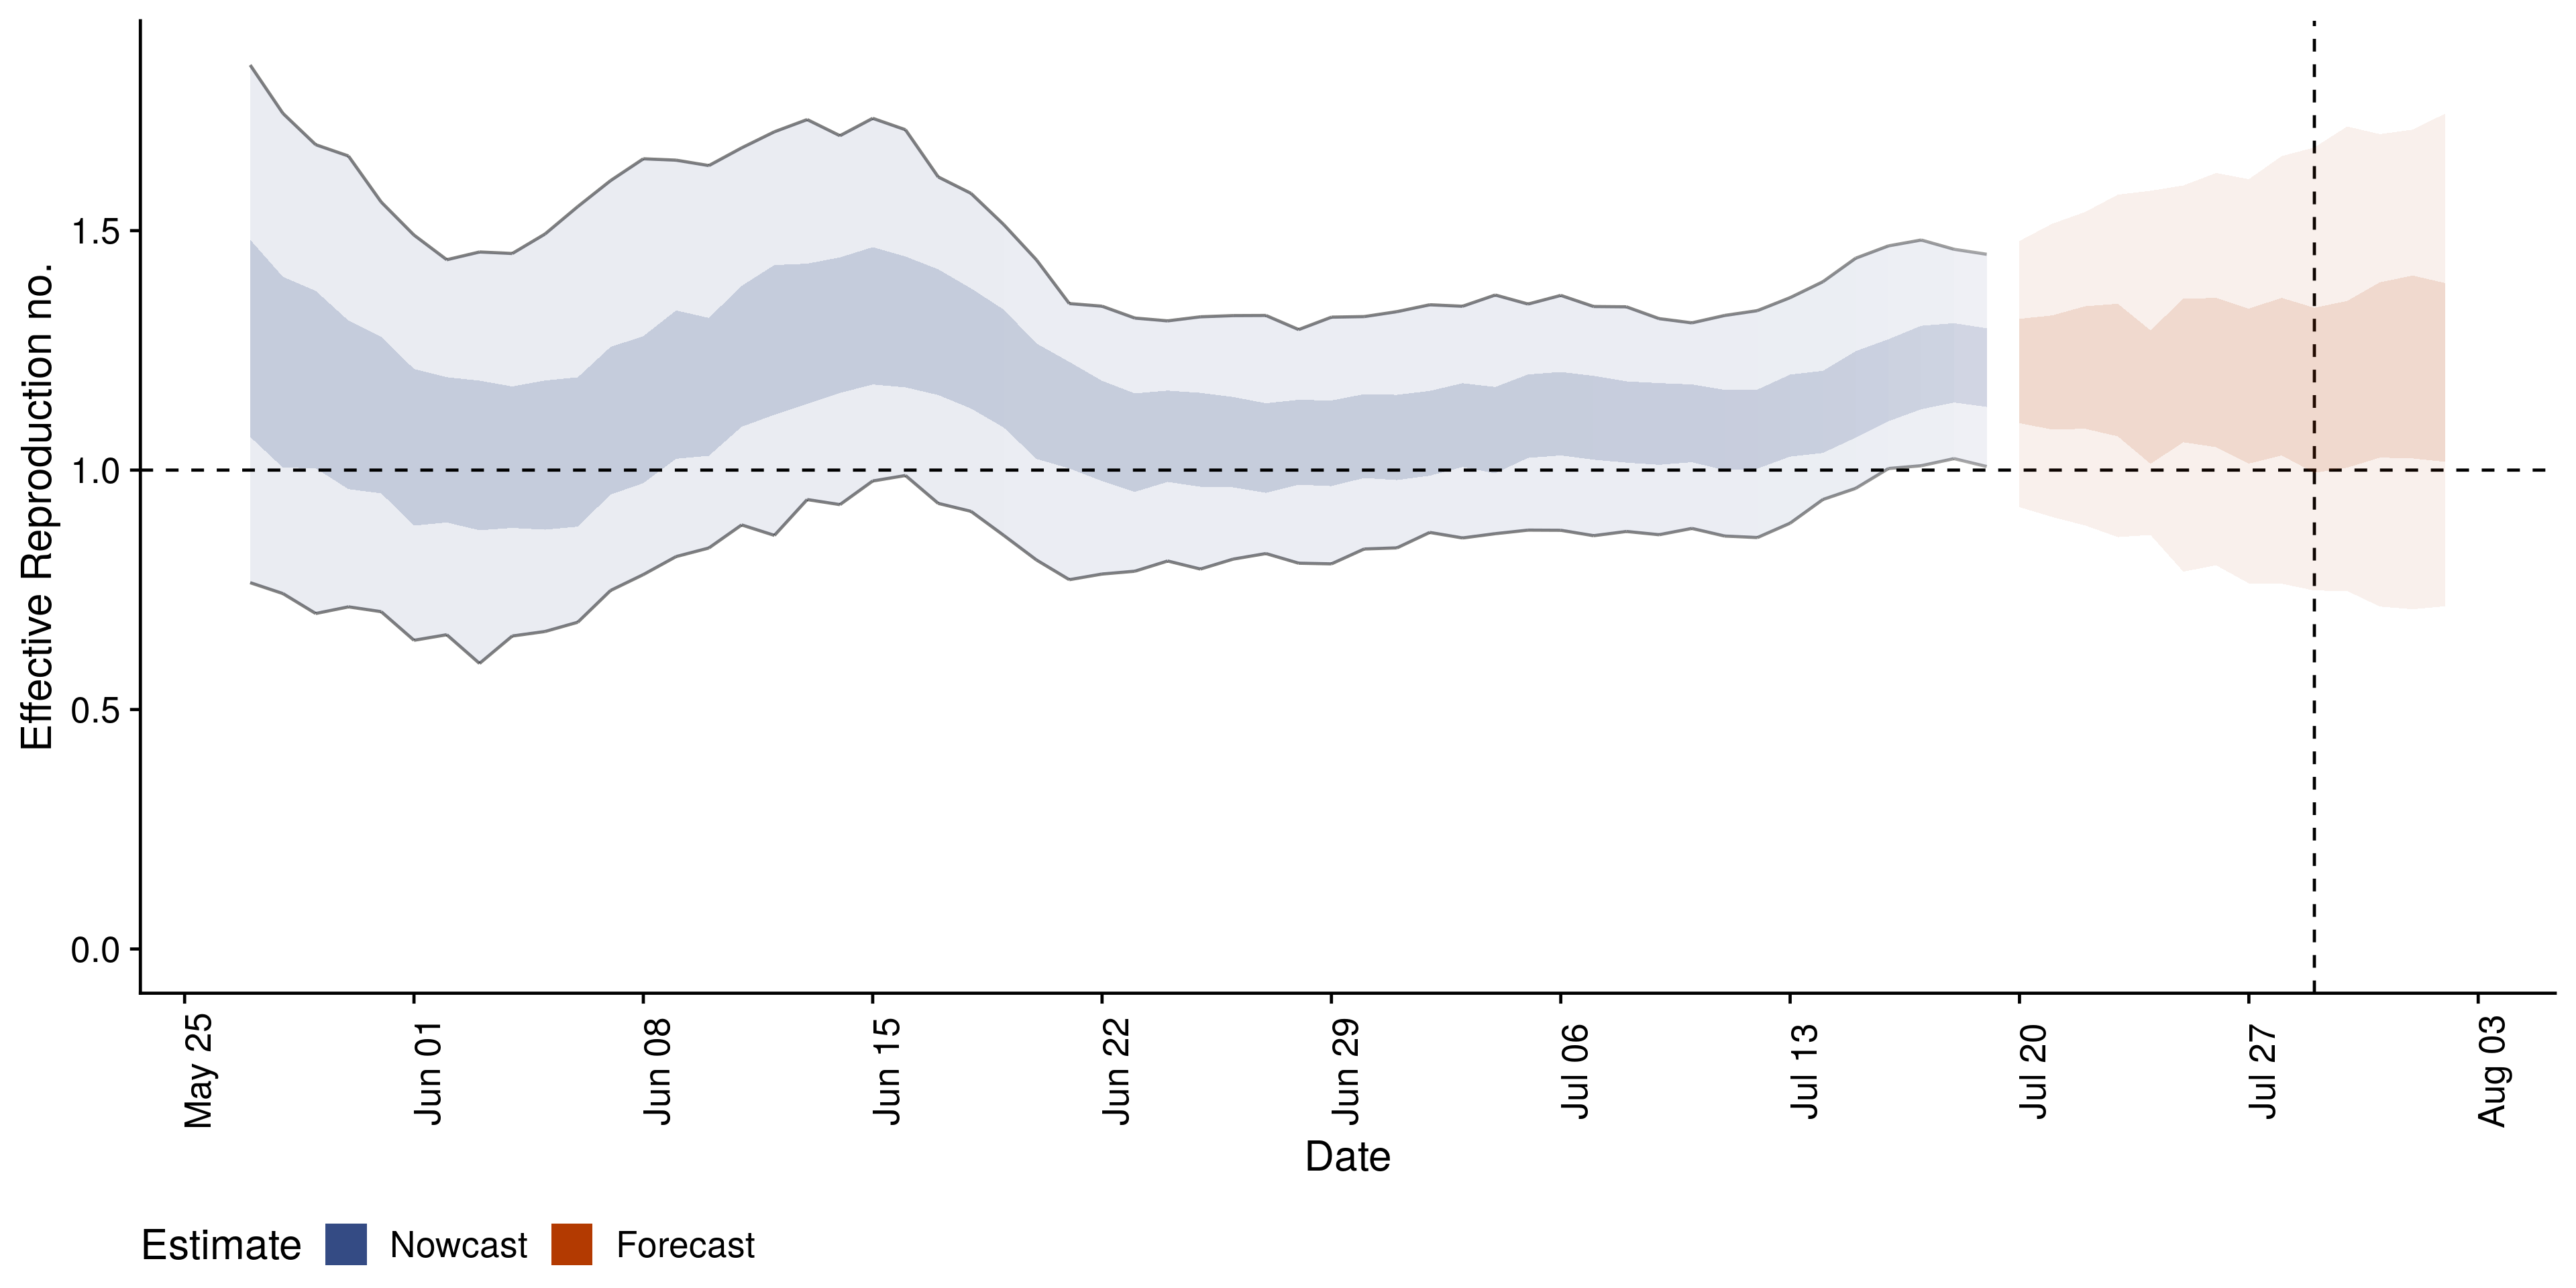 Effective Reproduction no.
1.5
1.0
0.5
0.0
May 25
Jun 01
Jun 08
Jun 15
Jun 22
Jun 29
Jul 06
Jul 13
Jul 20
Jul 27
Aug 03
Date
Estimate Nowcast Forecast